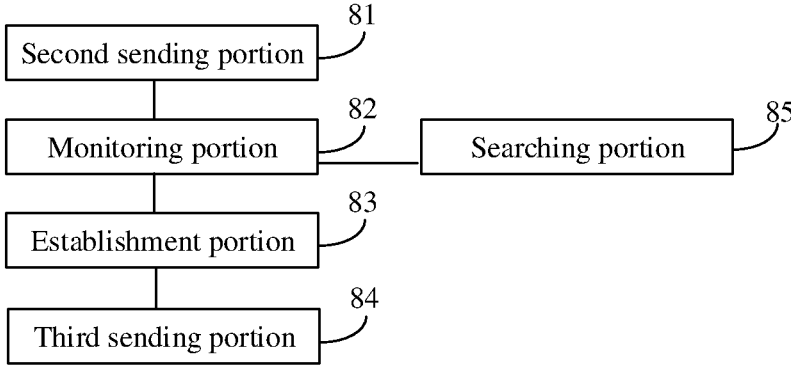 81
Second sending portion
82
Monitoring portion
85
Searching portion
83
Establishment portion
84
Third sending portion